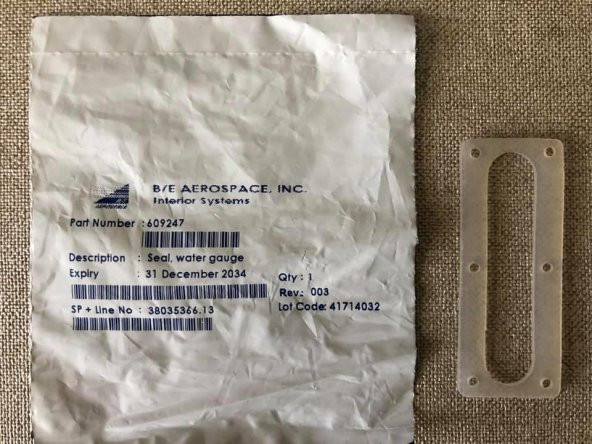 B/E AEROSPACE, INC.
Interior Systems
Part Number : 609247
Description : Seal, water gauge
Expiry : 31 December 2034
Qty : 1
Rev.: 003
SP + Line No : 38035366.13
Lot Code: 41714032